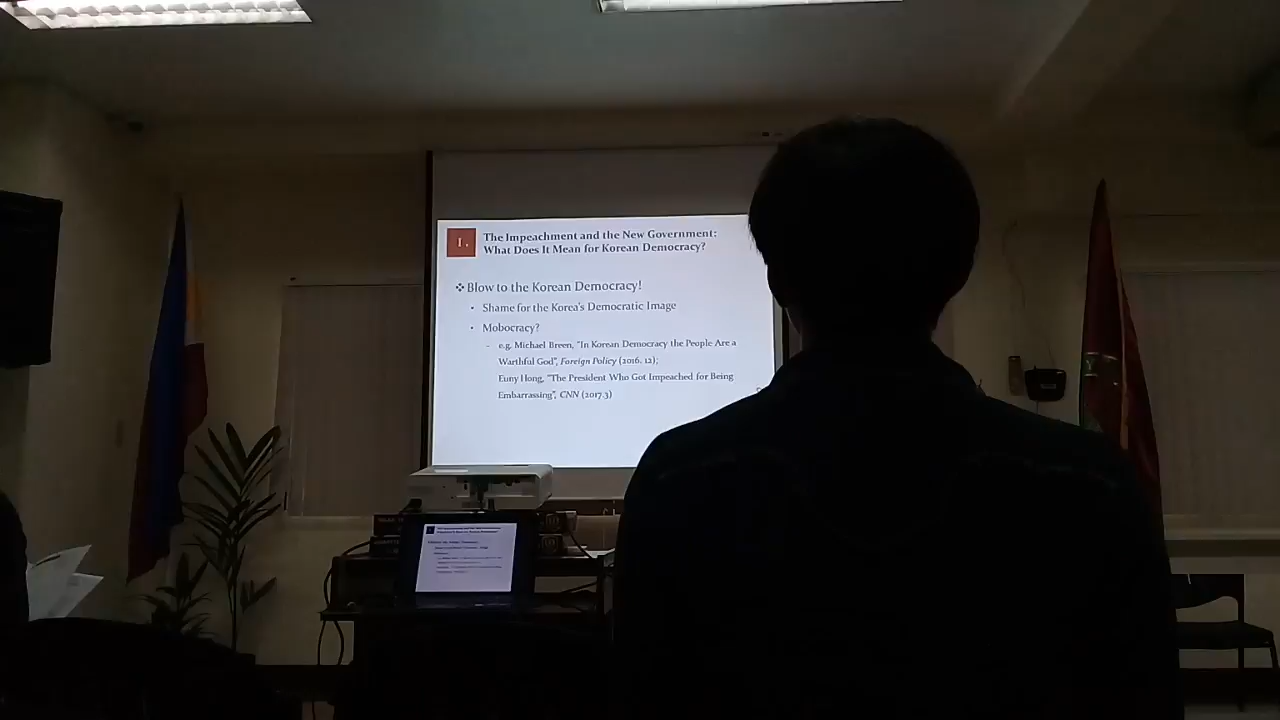 1.
The Impeachment and the New Government:
What Does It Mean for Korean Democracy?
❖Blow to the Korean Democracy!
• Shame for the Korea's Democratic Image
• Mobocracy?
- e.g. Michael Breen, "In Korean Democracy the People Are a
Warthful God", Foreign Policy (2016. 12);
Euny Hong, "The President Who Got Impeached for Being
Embarrassing", CNN (2017.3)